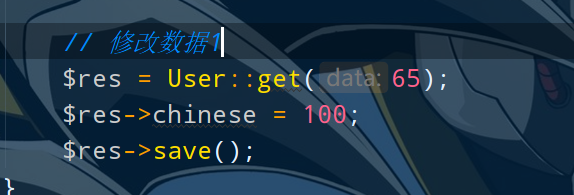 // 修改数据1
$res = User::get( data: 65);
$res->chinese = 100;
$res->save();
}